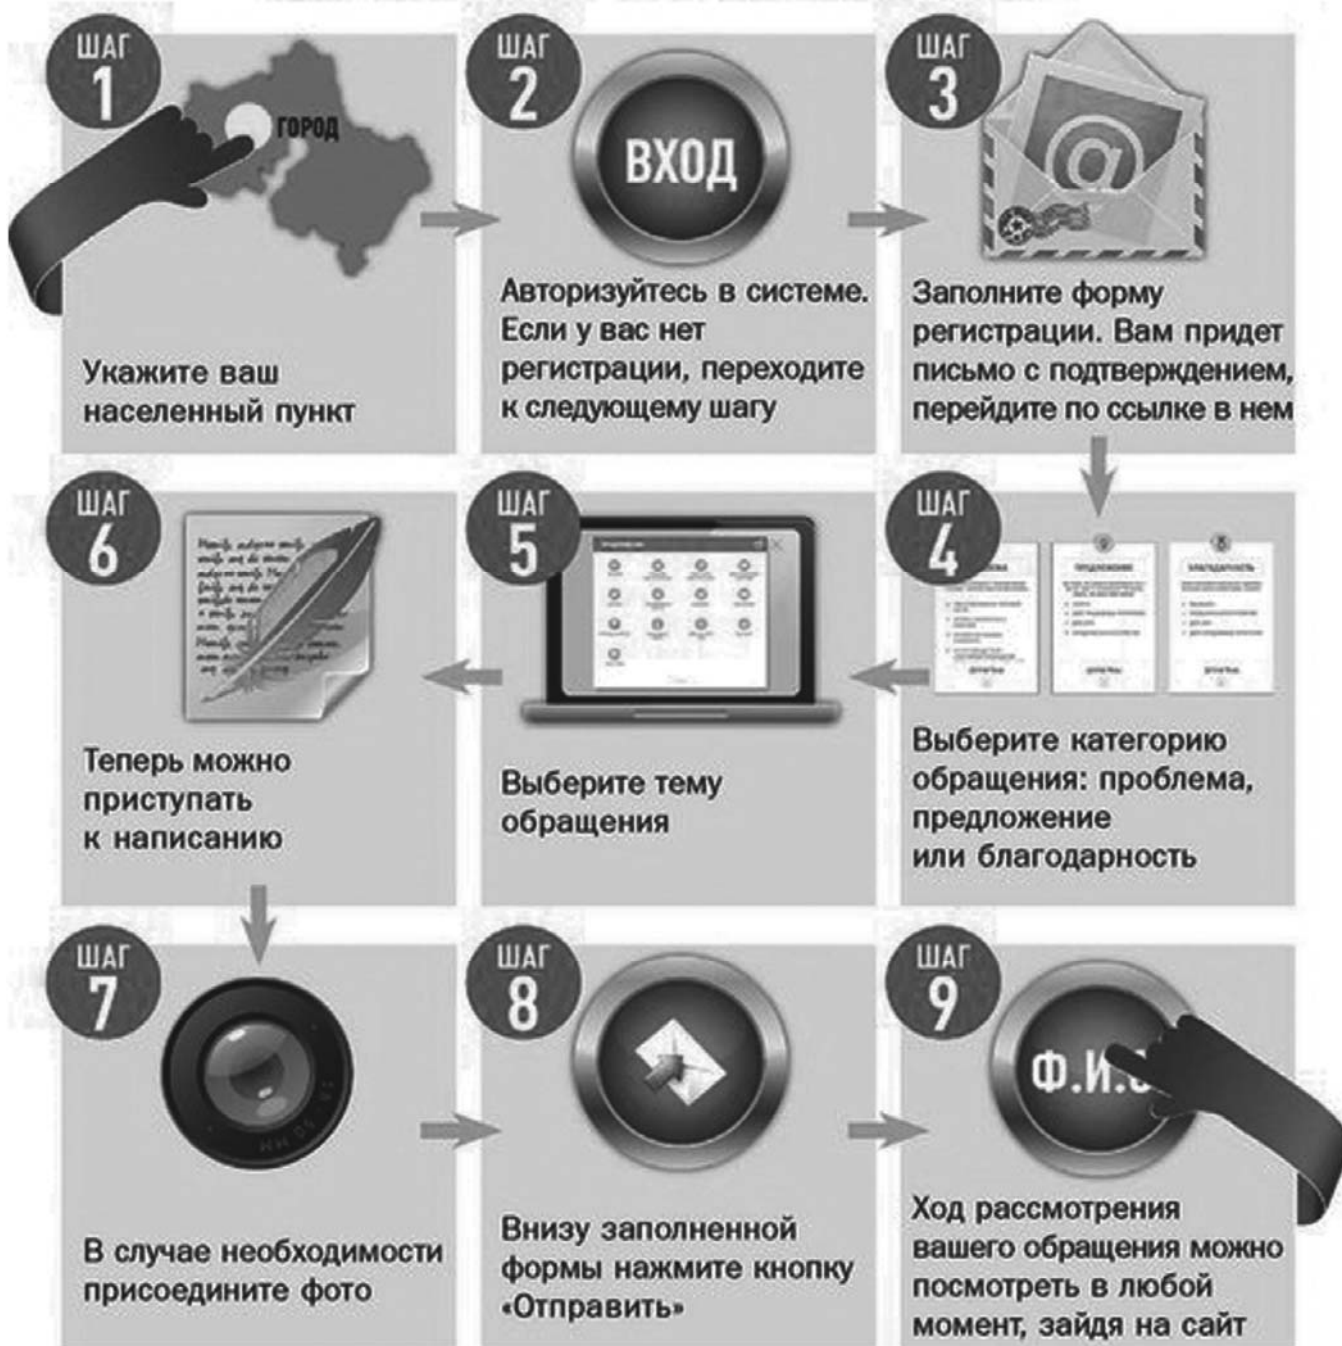 ШАГ
1
ГОРОД
Укажите ваш
населенный пункт
ШАГ
2
ВХОД
Авторизуйтесь в системе.
Если у вас нет
регистрации, переходите
к следующему шагу
ШАГ
3
@
Заполните форму
регистрации. Вам придет
письмо с подтверждением,
перейдите по ссылке в нем
ШАГ
4
ПРЕДЛОЖЕНИЕ
БЛАГОДАРНОСТЬ
Выберите категорию
обращения: проблема,
предложение
или благодарность
ШАГ
5
Выберите тему
обращения
ШАГ
6
Теперь можно
приступать
к написанию
ШАГ
7
50 MM
В случае необходимости
присоедините фото
ШАГ
8
Внизу заполненной
формы нажмите кнопку
«Отправить»
ШАГ
9
Ф.И.О
Ход рассмотрения
вашего обращения можно
посмотреть в любой
момент, зайдя на сайт